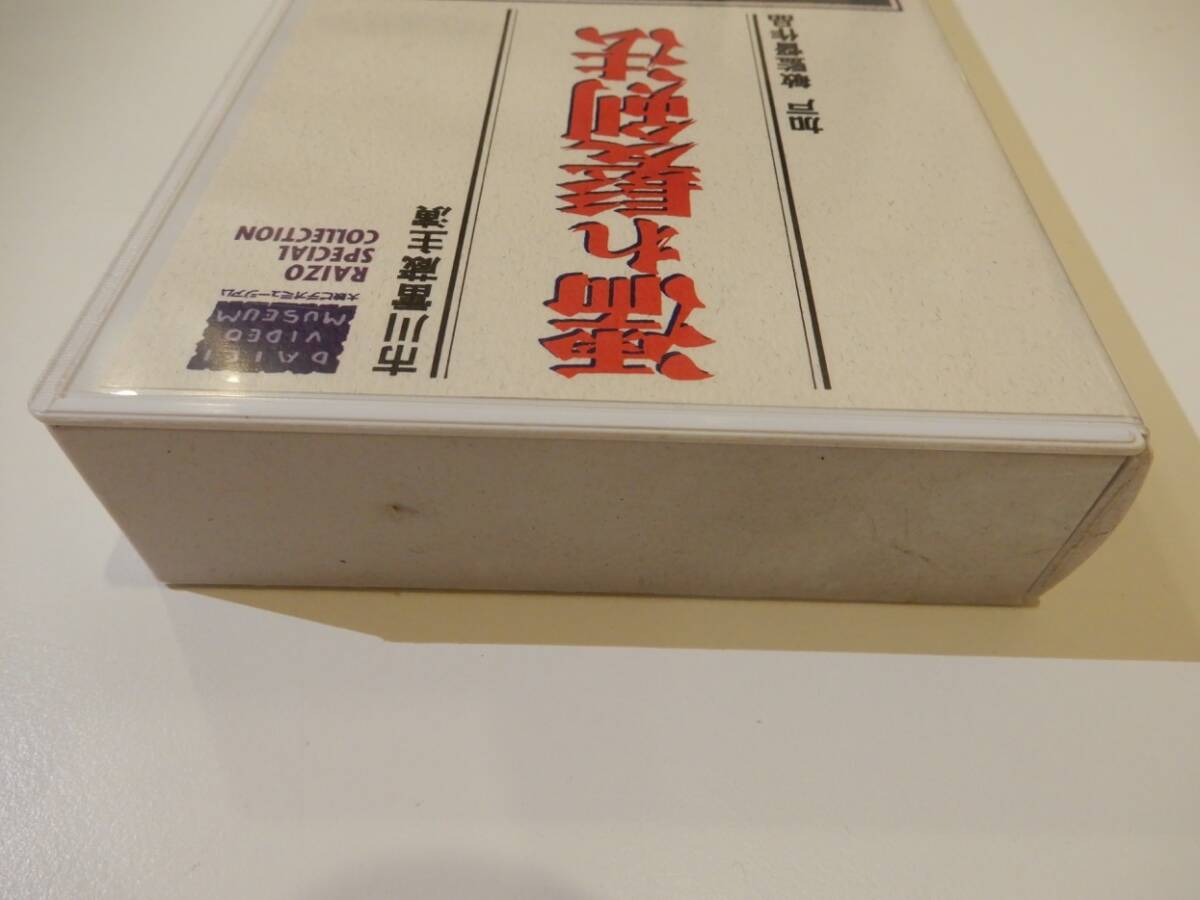 加戸 敏監督作品
濡れ髪剣法
市川雷蔵主演
DAIEI
VIDEO
MUSEUM
大映ビデオミュージアム
RAIZO
SPECIAL
COLLECTION